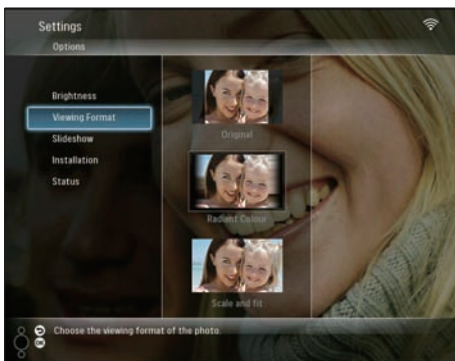 Settings
Options
Brightness
Viewing Format
Slideshow
Installation
Status
Original
Radiant Colour
Scale and fit
Choose the viewing format of the photo.
OK